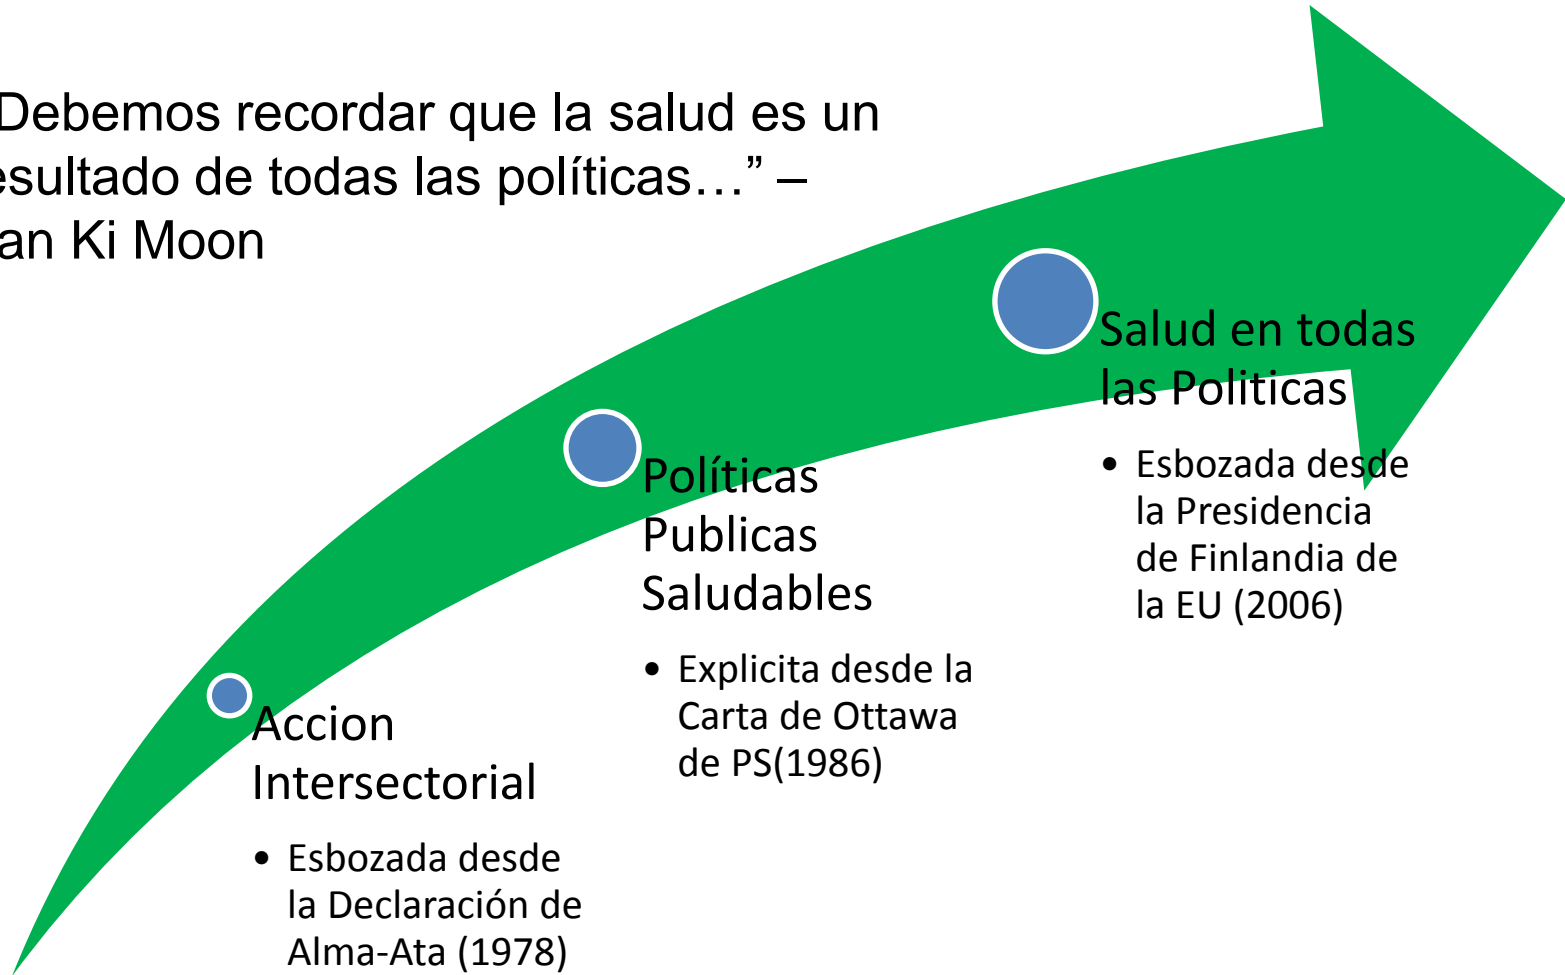 Debemos recordar que la salud es un
esultado de todas las políticas…” –
an Ki Moon
Salud en todas
las Politicas
• Esbozada desde
la Presidencia
de Finlandia de
la EU (2006)
Políticas
Publicas
Saludables
• Explicita desde la
Carta de Ottawa
de PS(1986)
Accion
Intersectorial
• Esbozada desde
la Declaración de
Alma-Ata (1978)